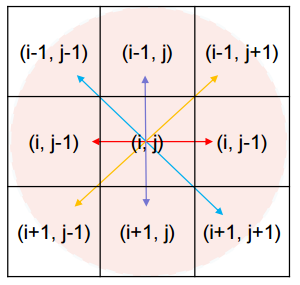 (i-1, j-1) (i-1, j) (i-1, j+1)
(i, j-1) (i, j) (i, j-1)
(i+1, j-1) (i+1, j) (i+1, j+1)